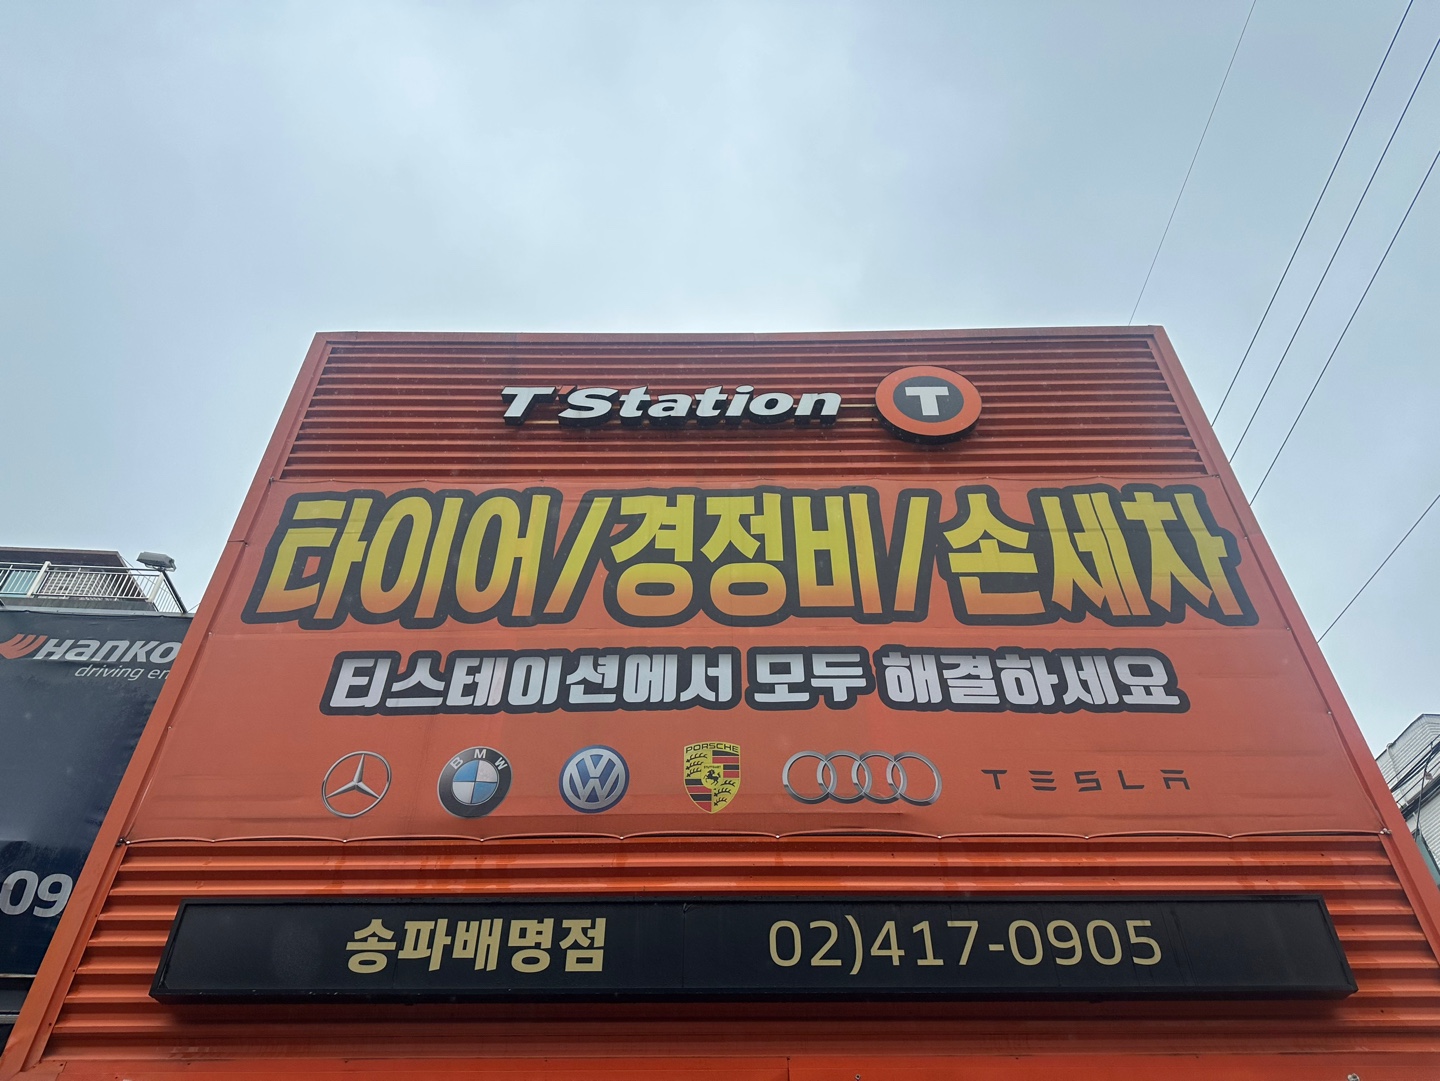 T'Station T
타이어/경정비/손세차
티스테이션에서 모두 해결하세요
BMW
PORSCHE
TESLA
송파배명점 02)417-0905
driving
09